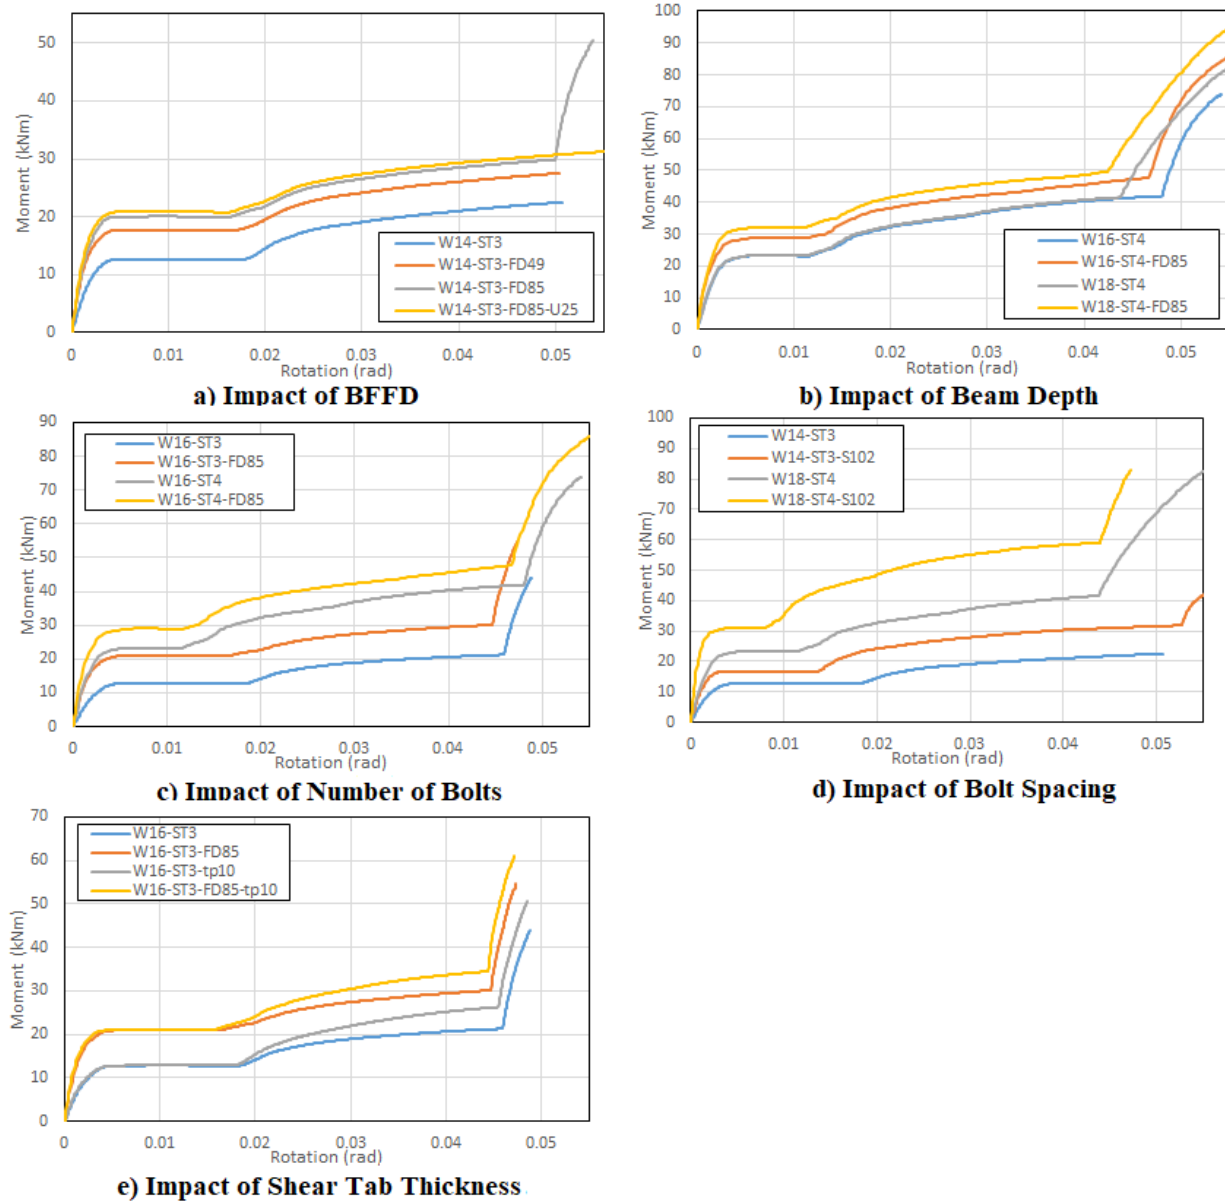 Moment (kNm)
50
40
30
20
10
0
W14-ST3
W14-ST3-FD49
W14-ST3-FD85
W14-ST3-FD85-U25
0 0.01 0.02 0.03 0.04 0.05
Rotation (rad)
a) Impact of BFFD
Moment (kNm)
100
90
80
70
60
50
40
30
20
10
0
W16-ST4
W16-ST4-FD85
W18-ST4
W18-ST4-FD85
0 0.01 0.02 0.03 0.04 0.05
Rotation (rad)
b) Impact of Beam Depth
Moment (kNm)
90
80
70
60
50
40
30
20
10
0
W16-ST3
W16-ST3-FD85
W16-ST4
W16-ST4-FD85
0 0.01 0.02 0.03 0.04 0.05
Rotation (rad)
c) Impact of Number of Bolts
Moment (kNm)
100
90
80
70
60
50
40
30
20
10
0
W14-ST3
W14-ST3-S102
W18-ST4
W18-ST4-S102
0 0.01 0.02 0.03 0.04 0.05
Rotation (rad)
d) Impact of Bolt Spacing
Moment (kNm)
70
60
50
40
30
20
10
0
W16-ST3
W16-ST3-FD85
W16-ST3-tp10
W16-ST3-FD85-tp10
0 0.01 0.02 0.03 0.04 0.05
Rotation (rad)
e) Impact of Shear Tab Thickness